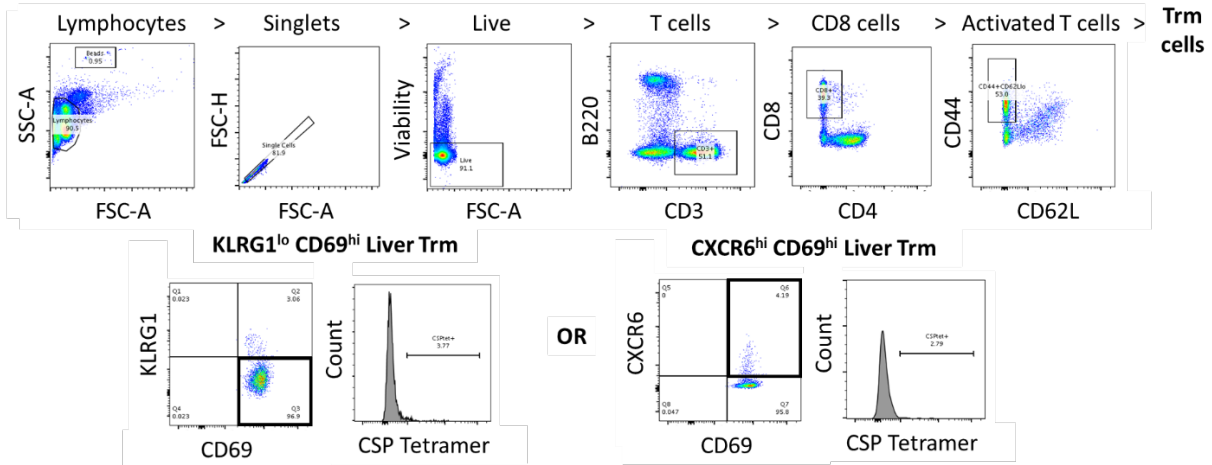 Lymphocytes > Singlets > Live > T cells > CD8 cells > Activated T cells > Trm cells
SSC-A
Beads
0.95
Lymphocytes
90.5
FSC-A
FSC-H
Single Cells
81.9
FSC-A
Viability
Live
91.1
FSC-A
B220
CD3+
51.1
CD3
CD8
CD8+
39.3
CD4
CD44
CD44+CD62Llo
53.0
CD62L
KLRG1lo CD69hi Liver Trm
KLRG1
Q1
0.023
Q2
3.06
Q4
0.023
Q3
96.9
CD69
Count
CSPtet+
3.77
CSP Tetramer
OR
CXCR6hi CD69hi Liver Trm
CXCR6
Q5
0
Q6
4.19
Q8
0.047
Q7
95.8
CD69
Count
CSPtet+
2.79
CSP Tetramer